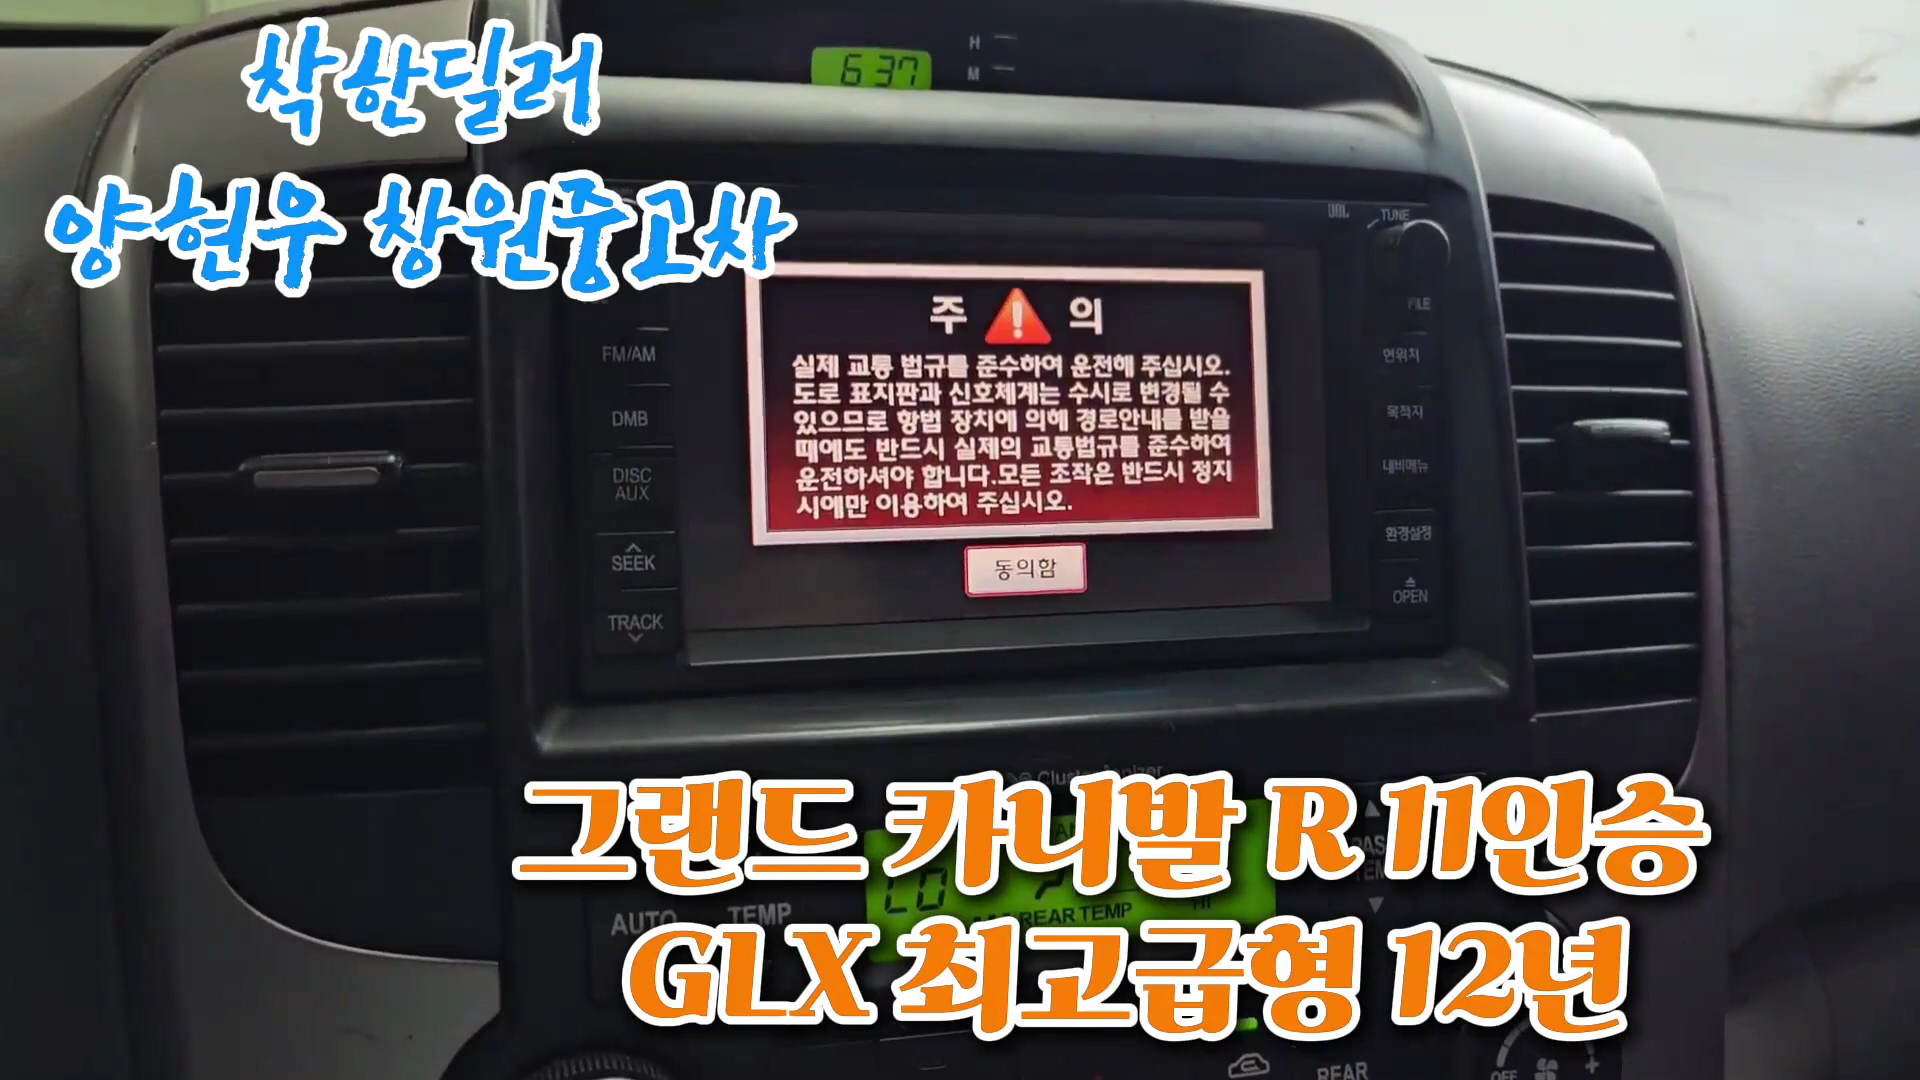 착한딜러
양현우 창원중고차
6 37
H
M
JBL
TUNE
FILE
FM/AM
DMB
DISC
AUX
SEEK
TRACK
현위치
목적지
내비메뉴
환경설정
OPEN
주 의
실제 교통 법규를 준수하여 운전해 주십시오.
도로 표지판과 신호체계는 수시로 변경될 수
있으므로 항법 장치에 의해 경로안내를 받을
때에도 반드시 실제의 교통법규를 준수하여
운전하셔야 합니다.모든 조작은 반드시 정지
시에만 이용하여 주십시오.
동의함
그랜드 카니발 R 11인승
GLX 최고급형 12년
AUTO
TEMP
LO
REAR TEMP
OFF
REAR